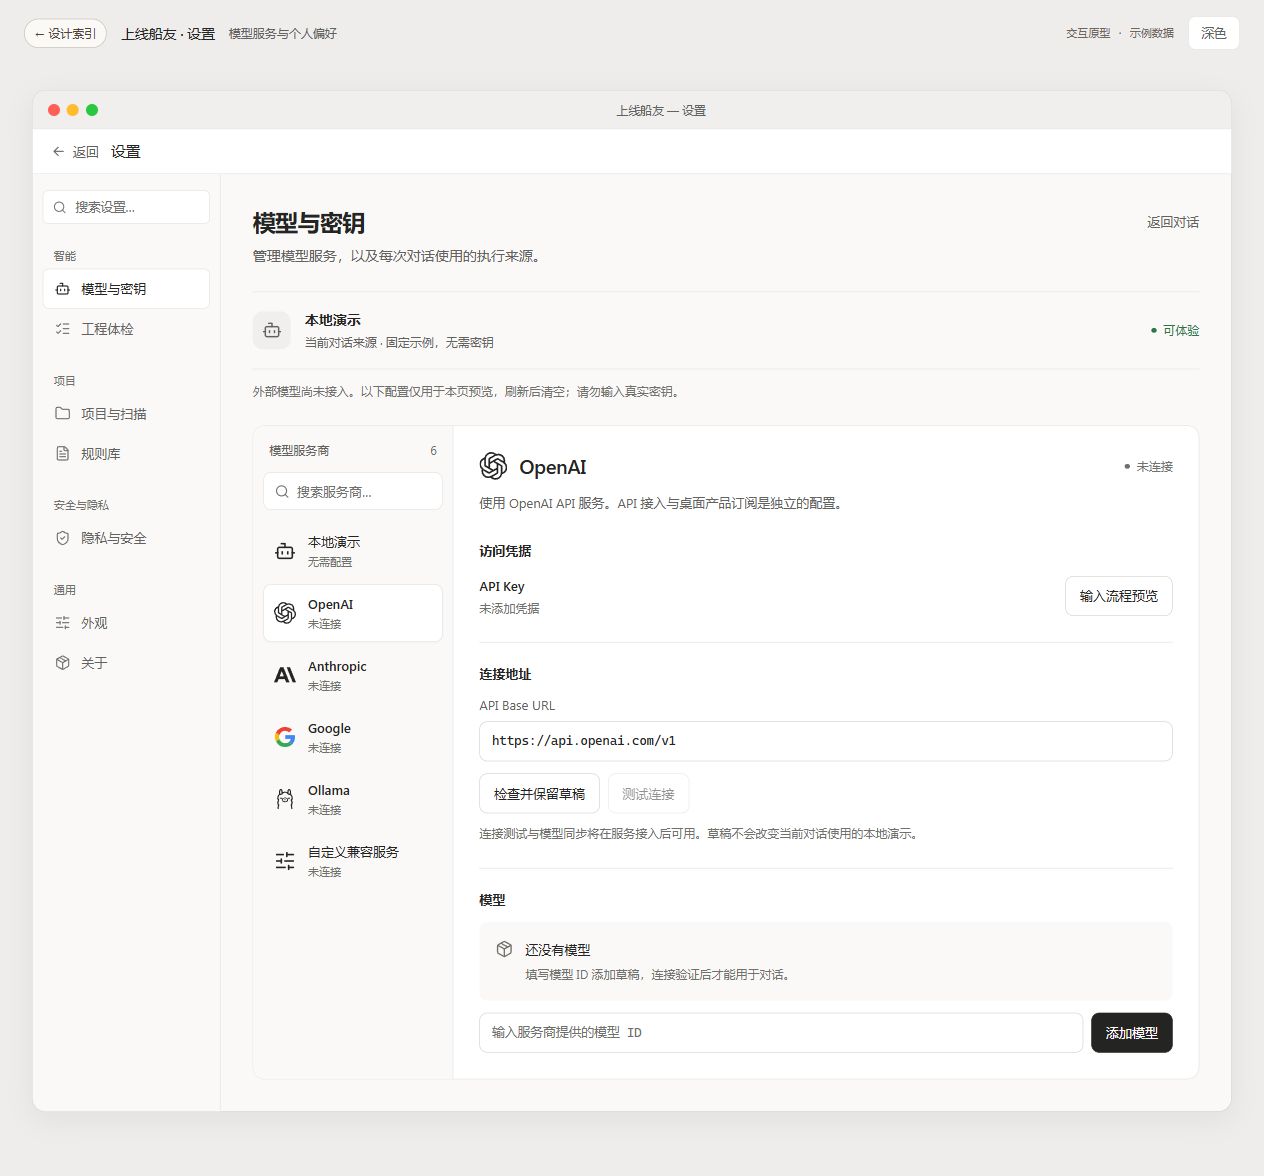 ← 设计索引
上线船友 · 设置
模型服务与个人偏好
交互原型 · 示例数据
深色
上线船友 — 设置
← 返回
设置
搜索设置...
智能
模型与密钥
工程体检
项目
项目与扫描
规则库
安全与隐私
隐私与安全
通用
外观
关于
模型与密钥
返回对话
管理模型服务，以及每次对话使用的执行来源。
本地演示
当前对话来源 · 固定示例，无需密钥
可体验
外部模型尚未接入。以下配置仅用于本页预览，刷新后清空；请勿输入真实密钥。
模型服务商
6
搜索服务商...
本地演示
无需配置
OpenAI
未连接
Anthropic
未连接
Google
未连接
Ollama
未连接
自定义兼容服务
未连接
OpenAI
未连接
使用 OpenAI API 服务。API 接入与桌面产品订阅是独立的配置。
访问凭据
API Key
未添加凭据
输入流程预览
连接地址
API Base URL
https://api.openai.com/v1
检查并保留草稿
测试连接
连接测试与模型同步将在服务接入后可用。草稿不会改变当前对话使用的本地演示。
模型
还没有模型
填写模型 ID 添加草稿，连接验证后才能用于对话。
输入服务商提供的模型 ID
添加模型